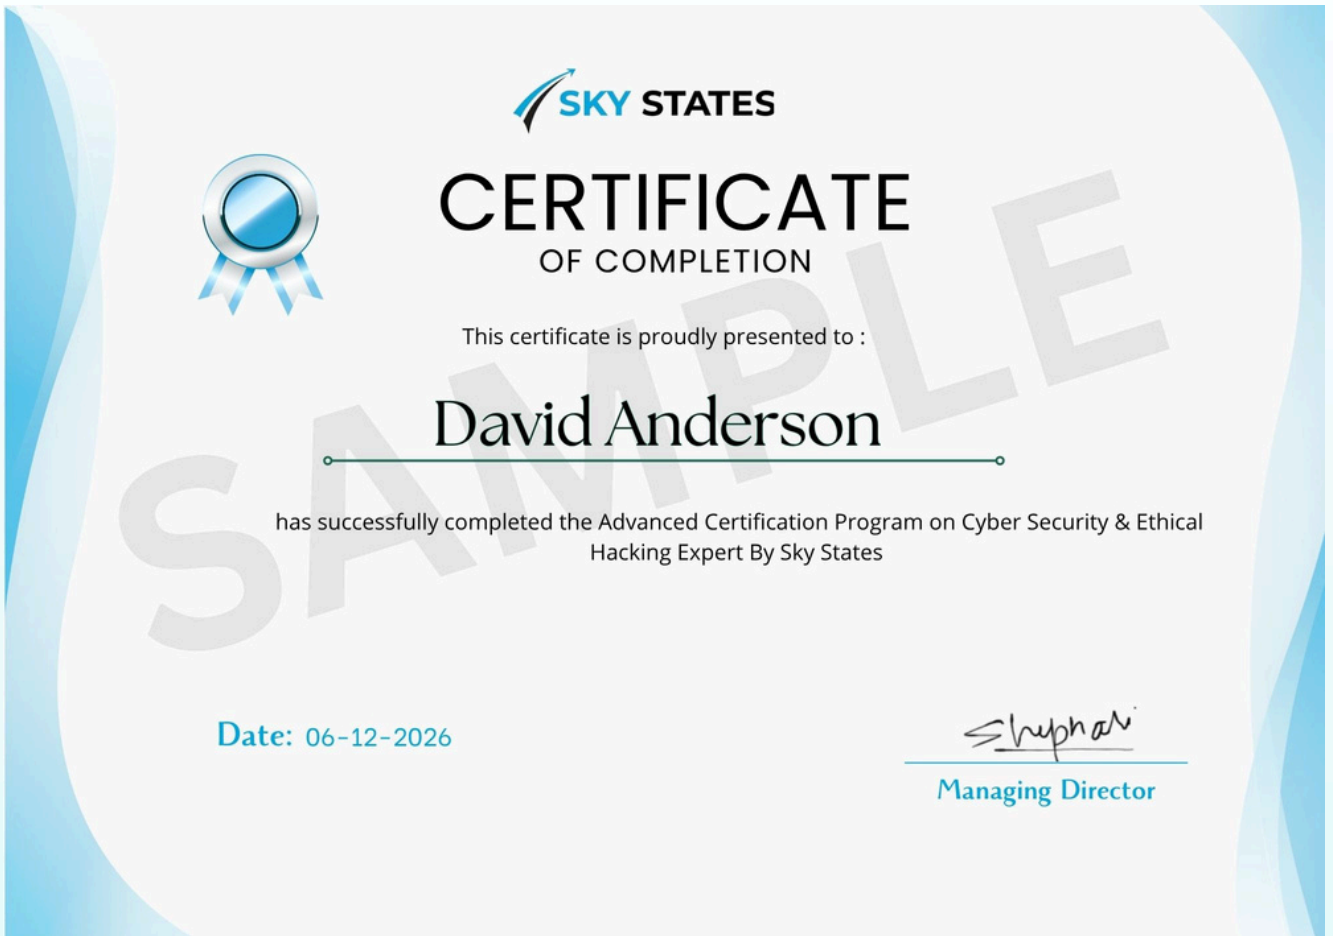 SKY STATES
CERTIFICATE
OF COMPLETION
This certificate is proudly presented to :
David Anderson
has successfully completed the Advanced Certification Program on Cyber Security & Ethical
Hacking Expert By Sky States
SAMPLE
Date: 06-12-2026
Managing Director